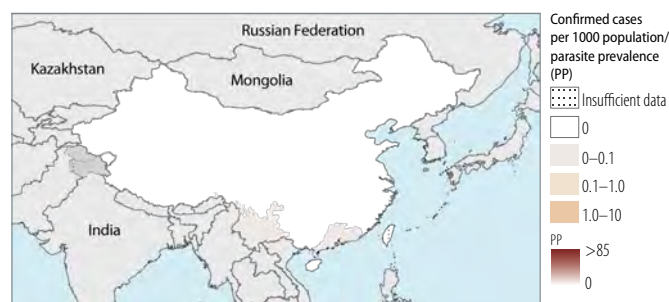 Russian Federation
Kazakhstan
Mongolia
India
Confirmed cases
per 1000 population/
parasite prevalence
(PP)
Insufficient data
0
0–0.1
0.1–1.0
1.0–10
PP
>85
0